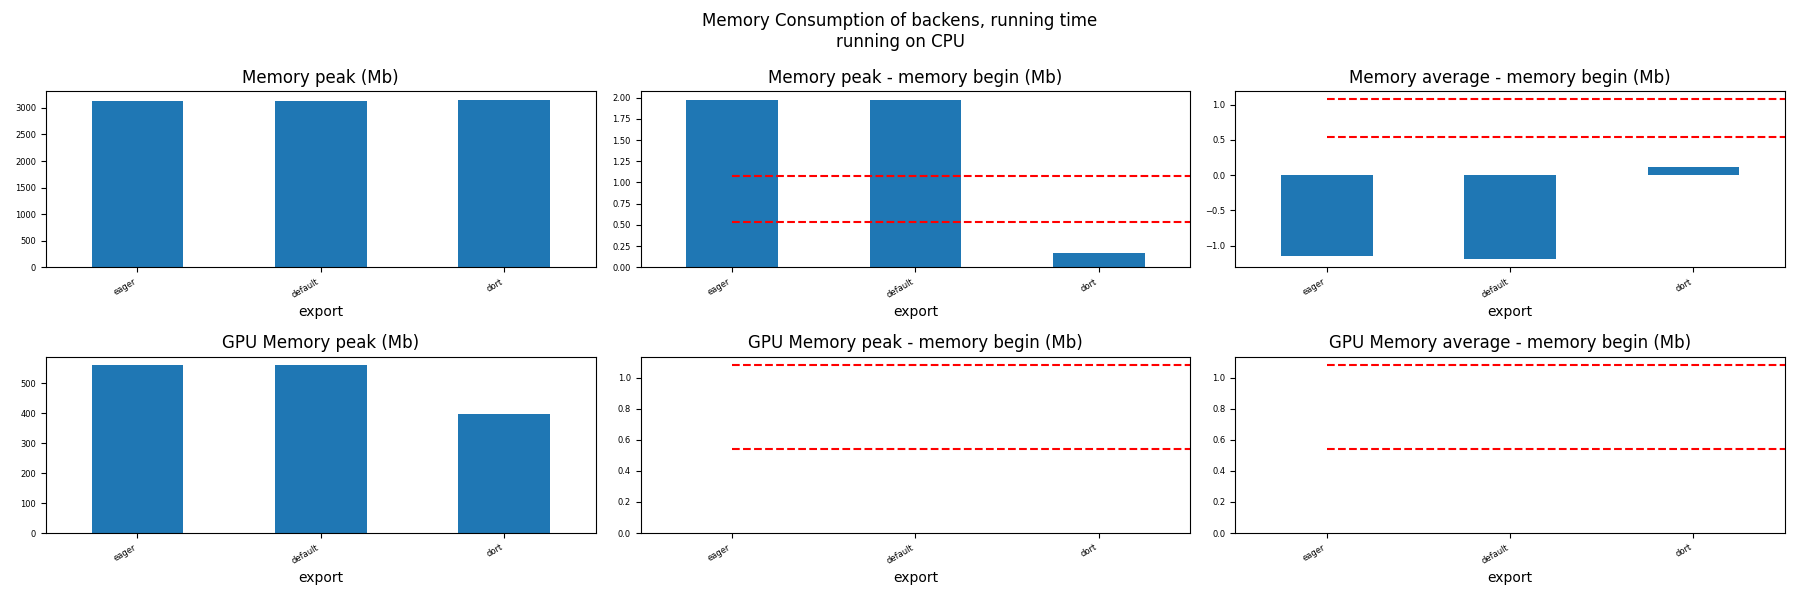 Memory Consumption of backens, running time
running on CPU
Memory peak (Mb)
3000
2500
2000
1500
1000
500
0
eager
default
dort
export
Memory peak - memory begin (Mb)
2.00
1.75
1.50
1.25
1.00
0.75
0.50
0.25
0.00
eager
default
dort
export
Memory average - memory begin (Mb)
1.0
0.5
0.0
−0.5
−1.0
eager
default
dort
export
GPU Memory peak (Mb)
500
400
300
200
100
0
eager
default
dort
export
GPU Memory peak - memory begin (Mb)
1.0
0.8
0.6
0.4
0.2
0.0
eager
default
dort
export
GPU Memory average - memory begin (Mb)
1.0
0.8
0.6
0.4
0.2
0.0
eager
default
dort
export